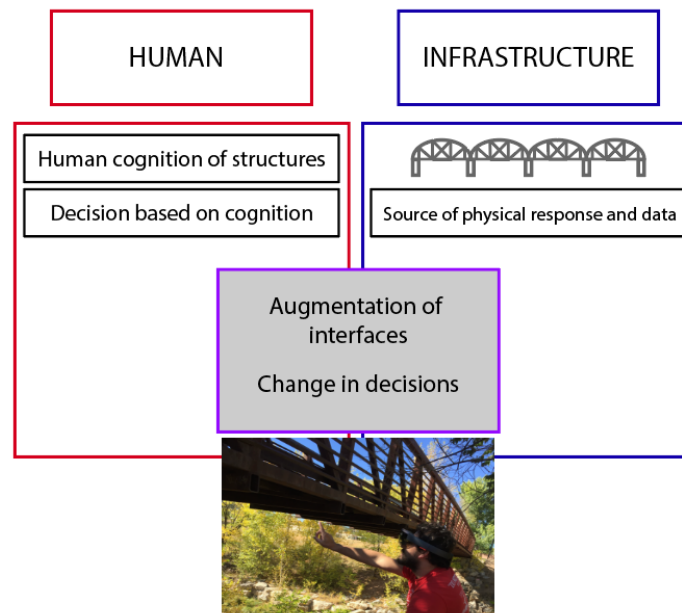 HUMAN
INFRASTRUCTURE
Human cognition of structures
Decision based on cognition
Source of physical response and data
Augmentation of
interfaces
Change in decisions